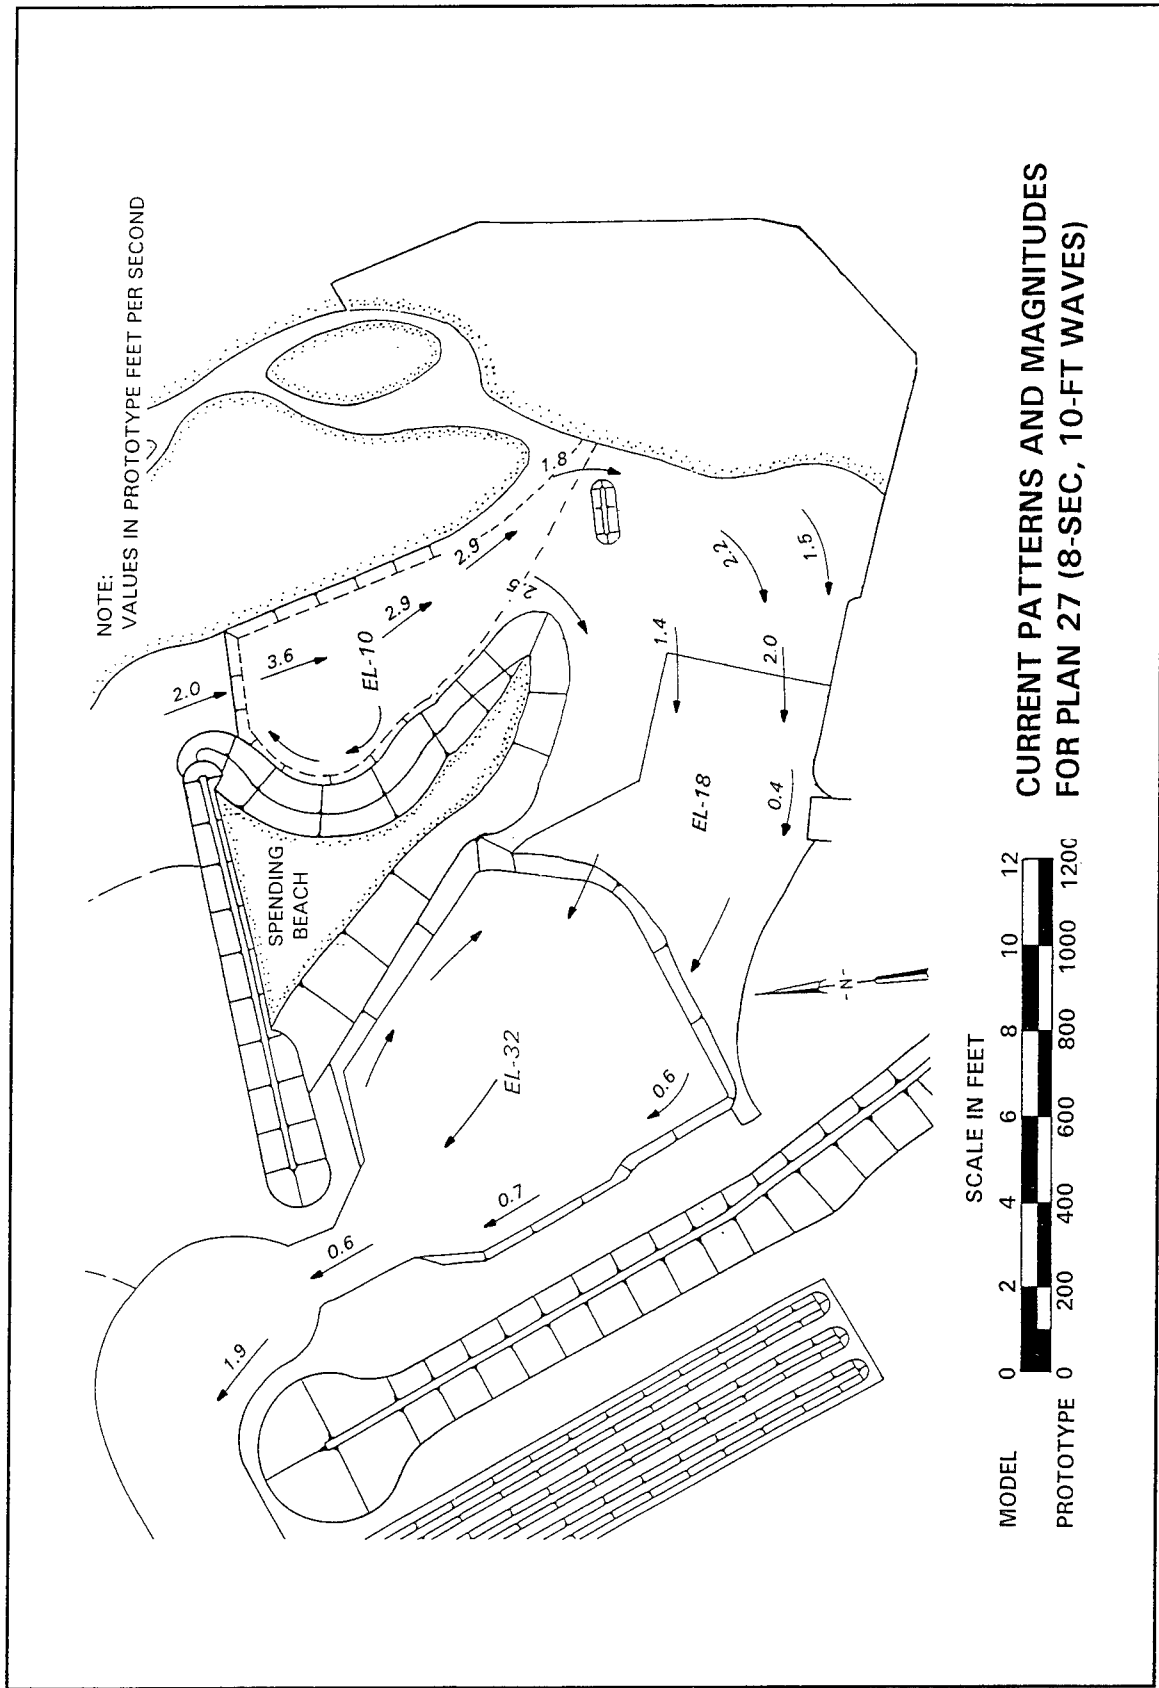 NOTE:
VALUES IN PROTOTYPE FEET PER SECOND
2.0
3.6
EL-10
2.9
2.9
1.8
2.5
SPENDING
BEACH
1.4
2.2
1.5
2.0
EL-18
0.4
EL-32
0.6
0.7
0.6
1.9
-N-
SCALE IN FEET
MODEL 0 2 4 6 8 10 12
PROTOTYPE 0 200 400 600 800 1000 1200
CURRENT PATTERNS AND MAGNITUDES
FOR PLAN 27 (8-SEC, 10-FT WAVES)